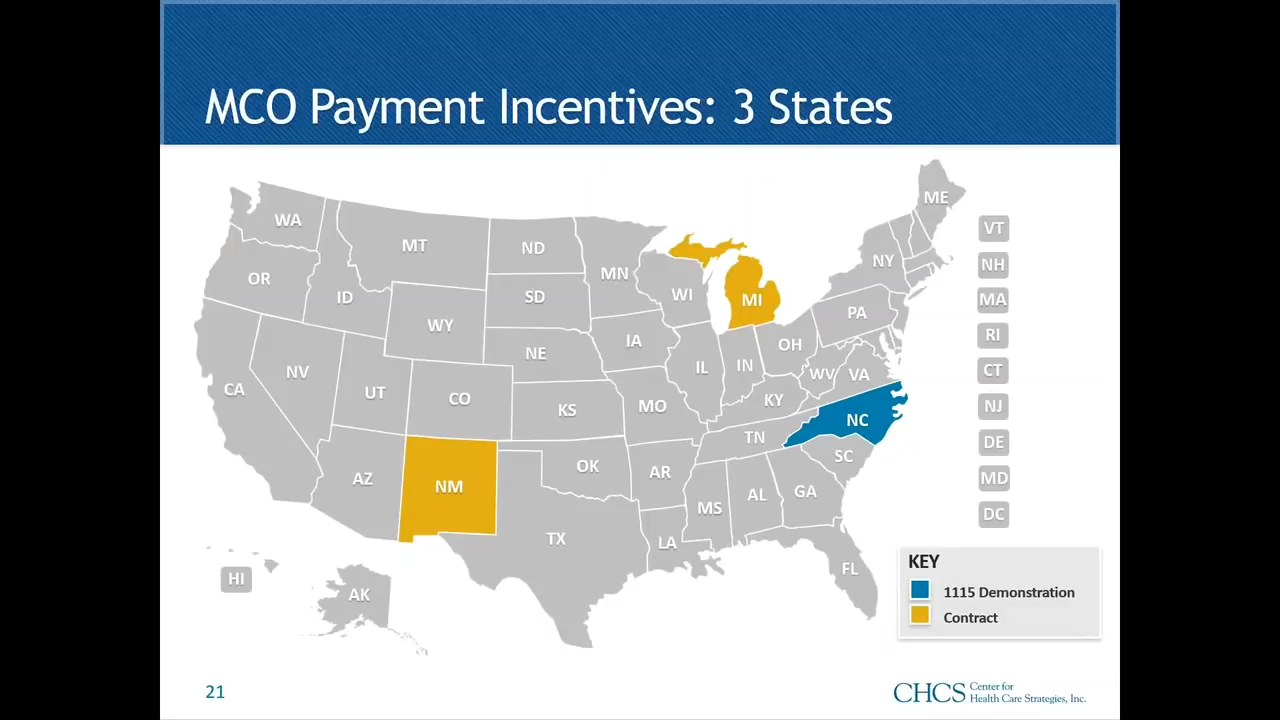 MCO Payment Incentives: 3 States
WA
MT
ND
MN
ME
VT
OR
ID
SD
WI
MI
NY
NH
WY
IA
PA
MA
NV
NE
IL
IN
OH
RI
CA
UT
CO
KS
MO
KY
WV
VA
CT
AZ
NM
OK
AR
TN
NC
NJ
SC
DE
TX
LA
MS
AL
GA
MD
FL
DC
HI
AK
KEY
1115 Demonstration
Contract
21
CHCS Center for
Health Care Strategies, Inc.